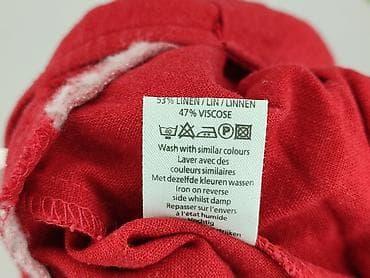 53% LINEN / LIN / LINNEN
47% VISCOSE
Wash with similar colours
Laver avec des
couleurs similaires
Met dezelfde kleuren wassen
Iron on reverse
side whilst damp
Repasser sur l'envers
à l'état humide